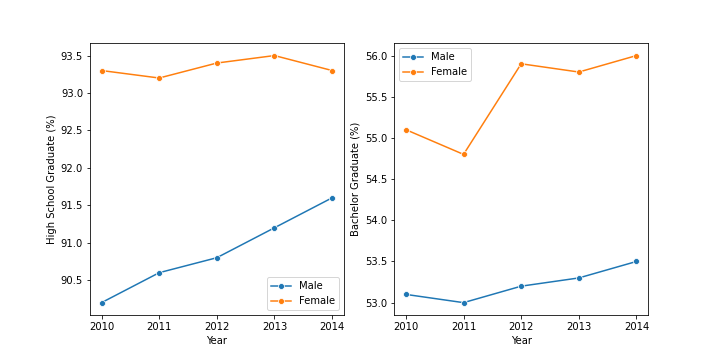 High School Graduate (%)
93.5
93.0
92.5
92.0
91.5
91.0
90.5
2010 2011 2012 2013 2014
Year
Male
Female
Bachelor Graduate (%)
56.0
55.5
55.0
54.5
54.0
53.5
53.0
2010 2011 2012 2013 2014
Year
Male
Female